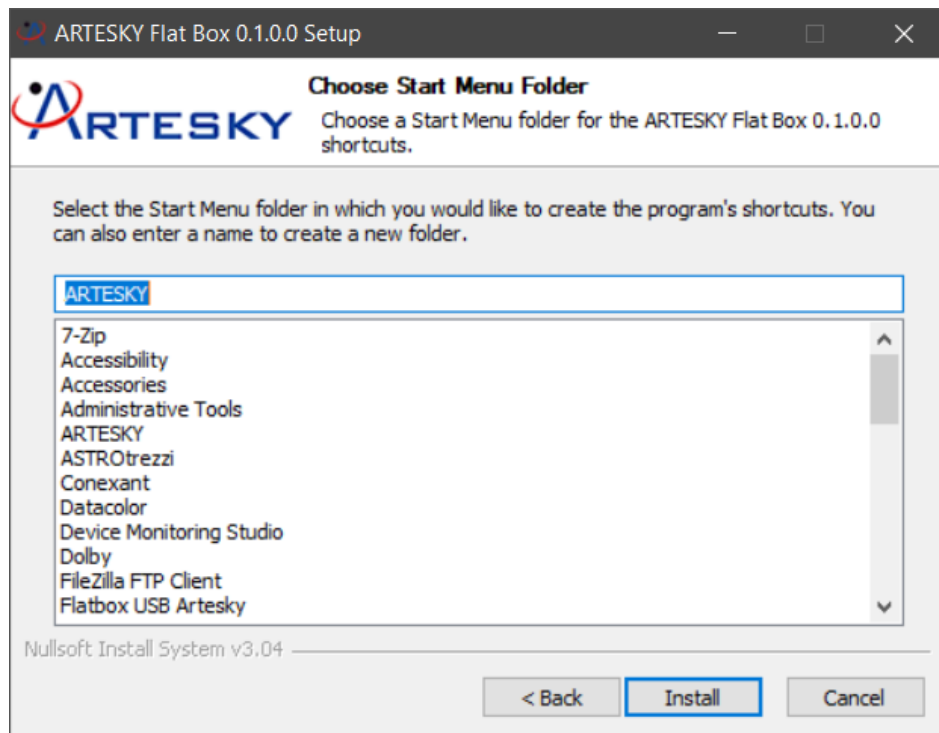 ARTESKY Flat Box 0.1.0.0 Setup
ARTESKY
Choose Start Menu Folder
Choose a Start Menu folder for the ARTESKY Flat Box 0.1.0.0
shortcuts.
Select the Start Menu folder in which you would like to create the program's shortcuts. You
can also enter a name to create a new folder.
ARTESKY
7-Zip
Accessibility
Accessories
Administrative Tools
ARTESKY
ASTROtrezzi
Conexant
Datacolor
Device Monitoring Studio
Dolby
FileZilla FTP Client
Flatbox USB Artesky
Nullsoft Install System v3.04
< Back
Install
Cancel